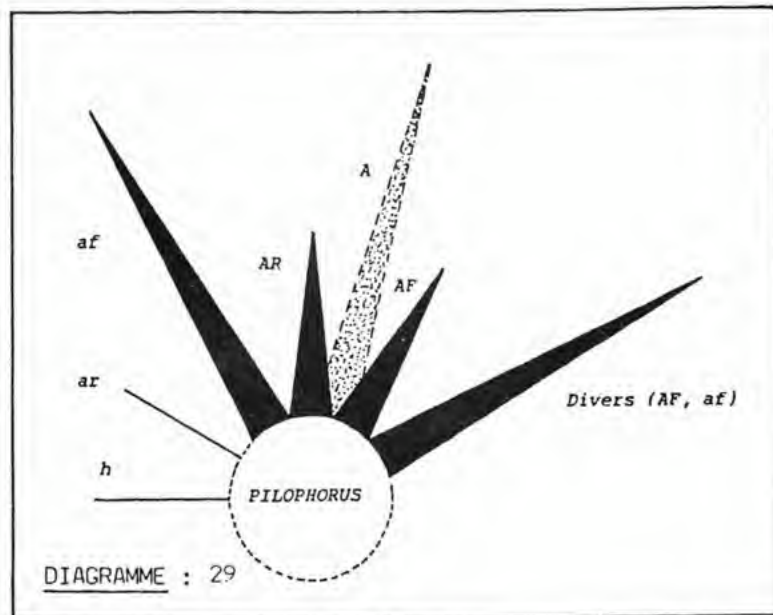 A
af
AR
AF
ar
Divers (AF, af)
h
PILOPHORUS
DIAGRAMME : 29